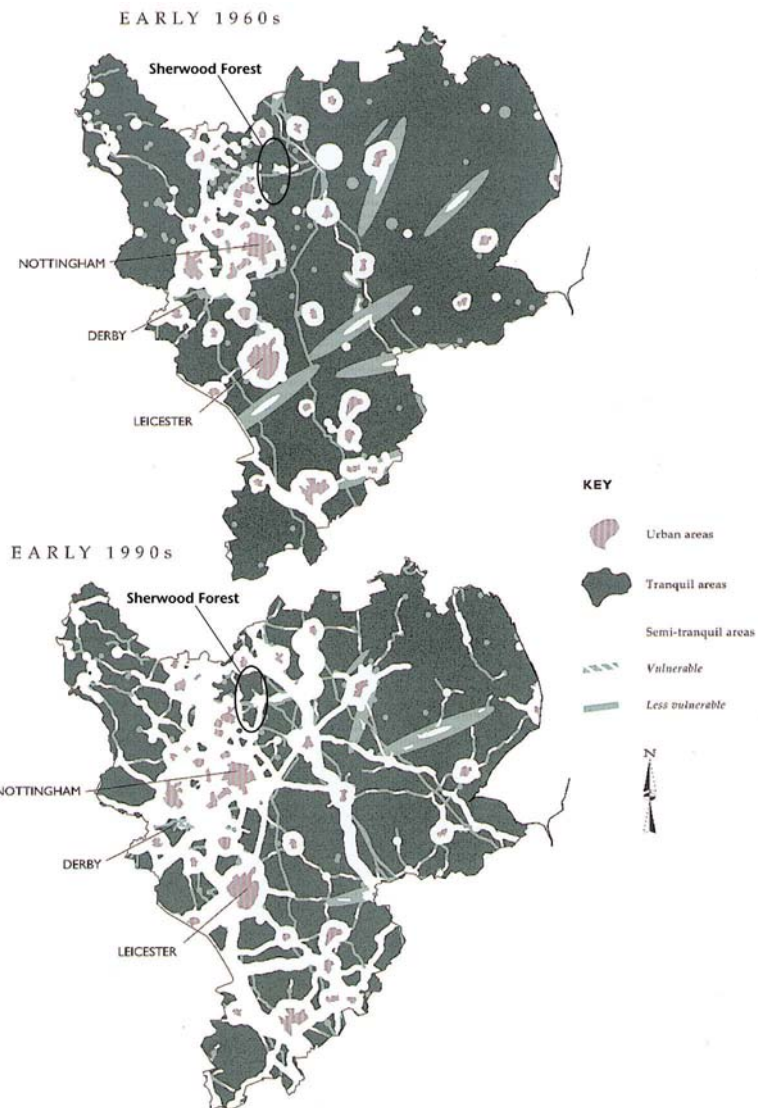 EARLY 1960s
Sherwood Forest
NOTTINGHAM
DERBY
LEICESTER
KEY
Urban areas
Tranquil areas
Semi-tranquil areas
Vulnerable
Less vulnerable
N
EARLY 1990s
Sherwood Forest
NOTTINGHAM
DERBY
LEICESTER